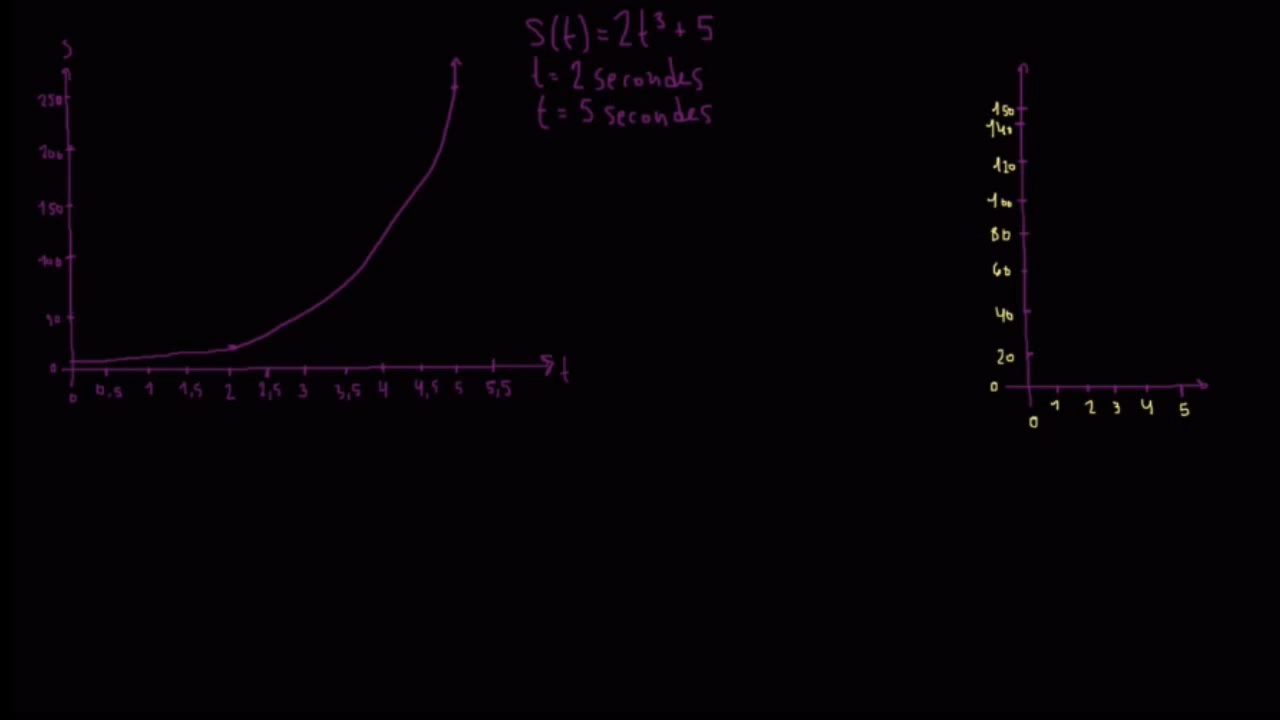 S(t) = 2t³ + 5
t = 2 secondes
t = 5 secondes
S
250
200
150
100
50
0
0 0,5 1 1,5 2 2,5 3 3,5 4 4,5 5 5,5 t
150
140
120
100
80
60
40
20
0
0 1 2 3 4 5